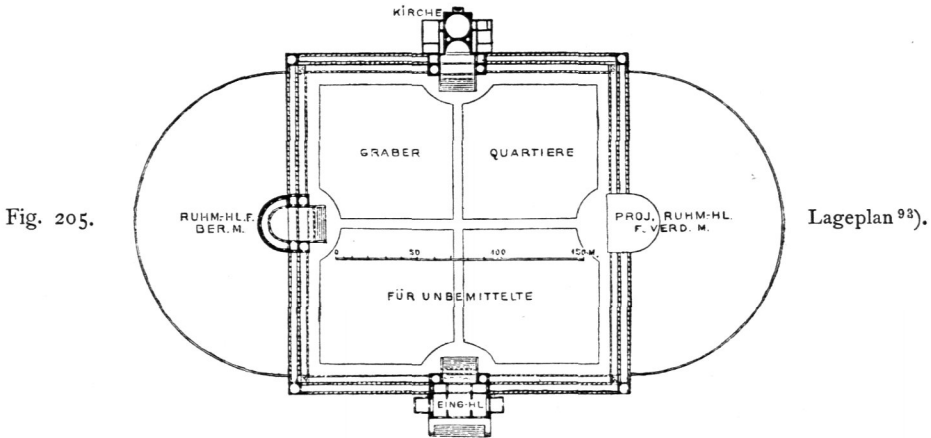 KIRCHE
GRABER QUARTIERE
Fig. 205.
RUHM-HL.F.
BER. M.
PROJ. RUHM-HL.
F. VERD. M.
Lageplan ⁹³).
0 50 100 150 M.
FÜR UNBEMITTELTE
EING-HL